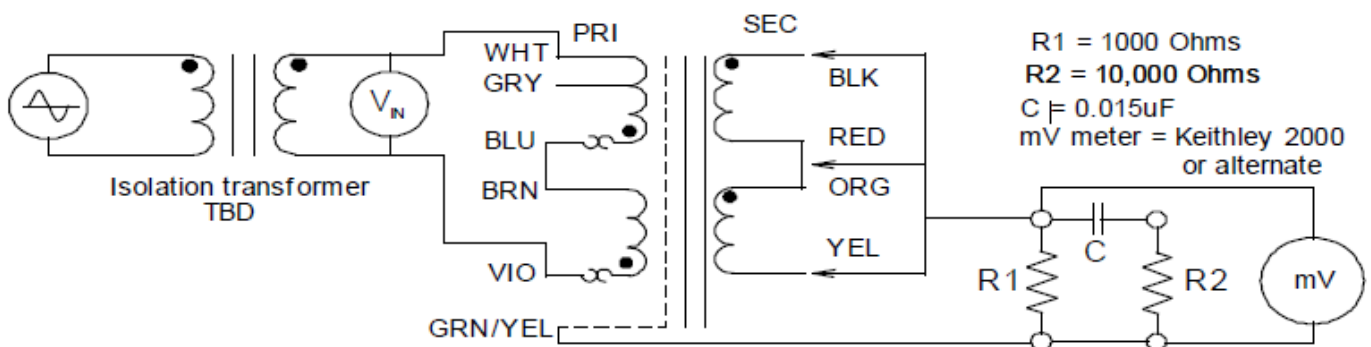 PRI
SEC
WHT
GRY
BLU
BRN
VIO
GRN/YEL
BLK
RED
ORG
YEL
VIN
Isolation transformer
TBD
R1 = 1000 Ohms
R2 = 10,000 Ohms
C = 0.015uF
mV meter = Keithley 2000
or alternate
C
R1
R2
mV